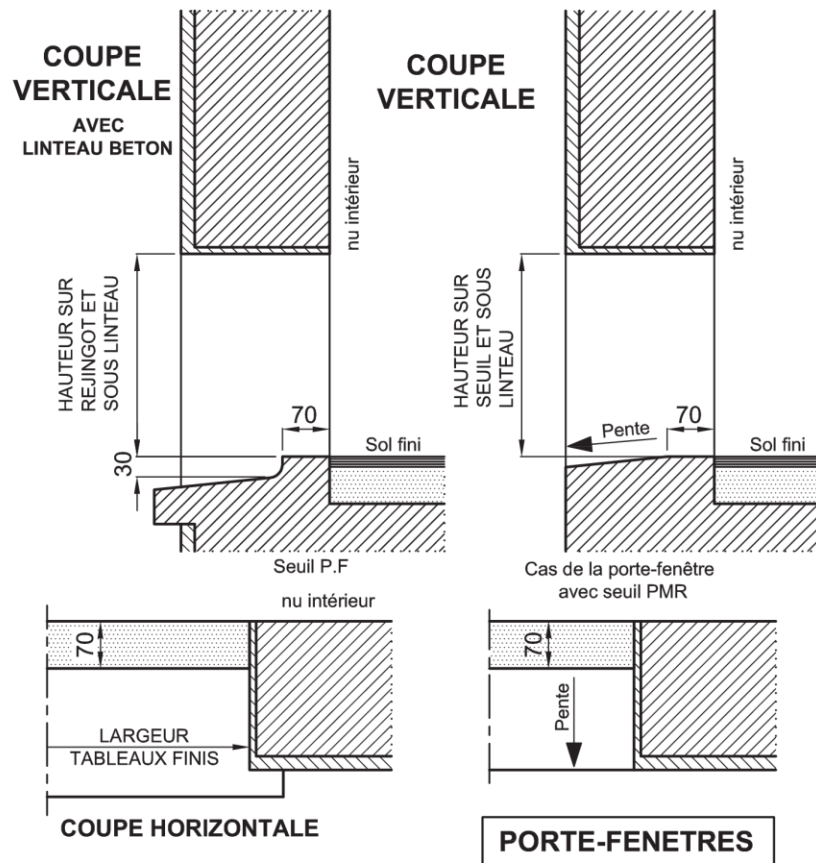 COUPE
VERTICALE
AVEC
LINTEAU BETON
nu intérieur
HAUTEUR SUR
REJINGOT ET
SOUS LINTEAU
70
Sol fini
30
Seuil P.F
COUPE
VERTICALE
nu intérieur
HAUTEUR SUR
SEUIL ET SOUS
LINTEAU
Pente
70
Sol fini
Cas de la porte-fenêtre
avec seuil PMR
nu intérieur
70
LARGEUR
TABLEAUX FINIS
COUPE HORIZONTALE
70
Pente
PORTE-FENETRES